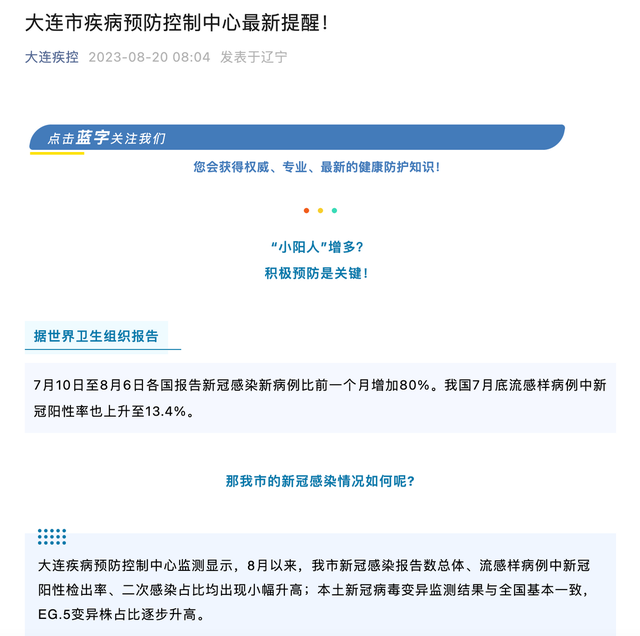 大连市疾病预防控制中心最新提醒！
大连疾控 2023-08-20 08:04 发表于辽宁
点击蓝字关注我们
您会获得权威、专业、最新的健康防护知识！
“小阳人”增多？
积极预防是关键！
据世界卫生组织报告
7月10日至8月6日各国报告新冠感染新病例比前一个月增加80%。我国7月底流感样病例中新
冠阳性率也上升至13.4%。
那我市的新冠感染情况如何呢？
大连疾病预防控制中心监测显示，8月以来，我市新冠感染报告数总体、流感样病例中新冠
阳性检出率、二次感染占比均出现小幅升高；本土新冠病毒变异监测结果与全国基本一致，
EG.5变异株占比逐步升高。